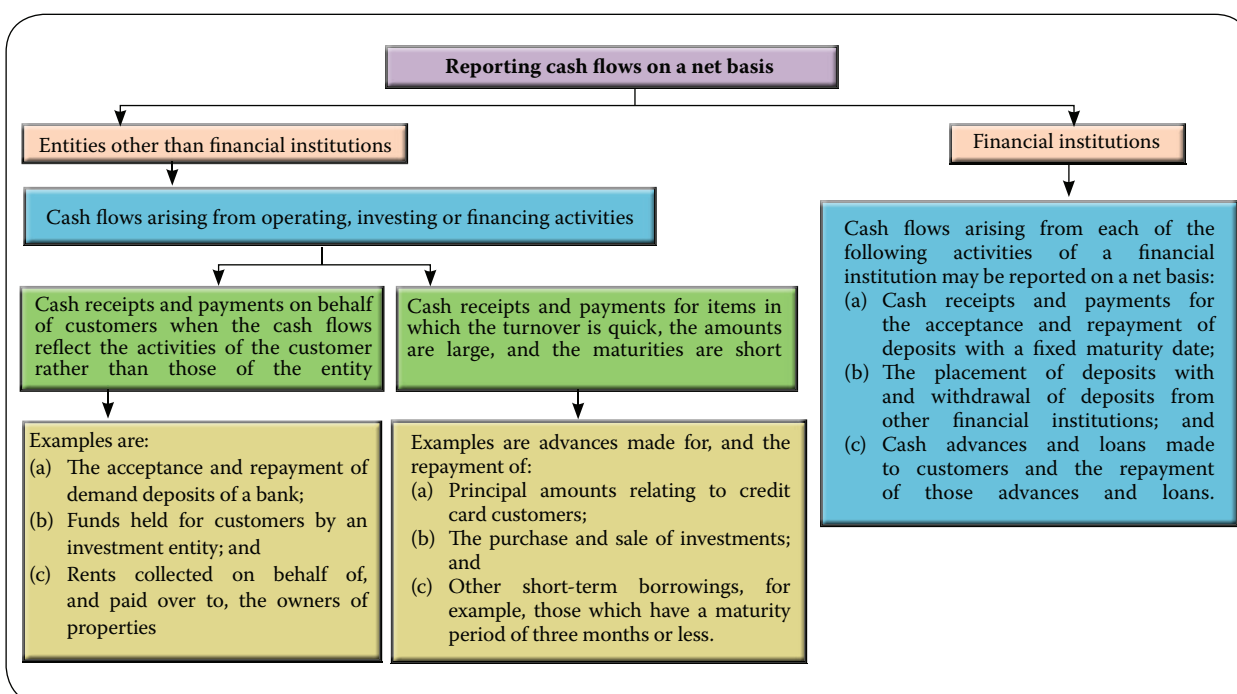 Reporting cash flows on a net basis
Entities other than financial institutions
Financial institutions
Cash flows arising from operating, investing or financing activities
Cash receipts and payments on behalf
of customers when the cash flows
reflect the activities of the customer
rather than those of the entity
Cash receipts and payments for items in
which the turnover is quick, the amounts
are large, and the maturities are short
Examples are:
(a) The acceptance and repayment of
demand deposits of a bank;
(b) Funds held for customers by an
investment entity; and
(c) Rents collected on behalf of,
and paid over to, the owners of
properties
Examples are advances made for, and the
repayment of:
(a) Principal amounts relating to credit
card customers;
(b) The purchase and sale of investments;
and
(c) Other short-term borrowings, for
example, those which have a maturity
period of three months or less.
Cash flows arising from each of the
following activities of a financial
institution may be reported on a net basis:
(a) Cash receipts and payments for
the acceptance and repayment of
deposits with a fixed maturity date;
(b) The placement of deposits with
and withdrawal of deposits from
other financial institutions; and
(c) Cash advances and loans made
to customers and the repayment
of those advances and loans.